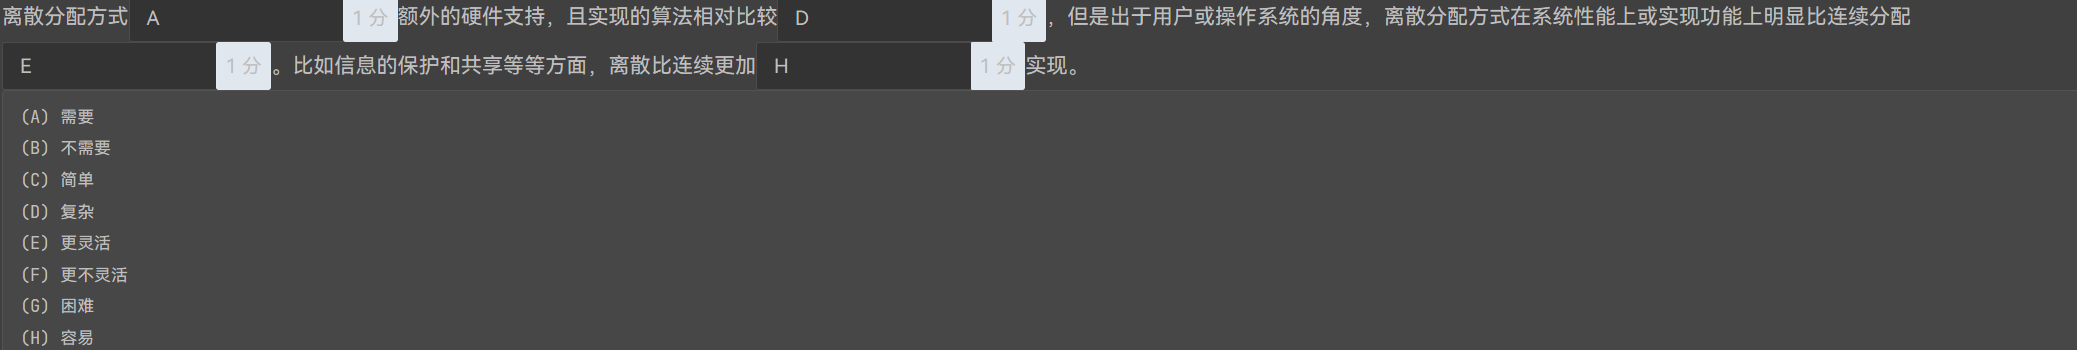 离散分配方式 A 1 分 额外的硬件支持，且实现的算法相对比较 D 1 分 ，但是出于用户或操作系统的角度，离散分配方式在系统性能上或实现功能上明显比连续分配
E 1 分 。比如信息的保护和共享等等方面，离散比连续更加 H 1 分 实现。
(A) 需要
(B) 不需要
(C) 简单
(D) 复杂
(E) 更灵活
(F) 更不灵活
(G) 困难
(H) 容易